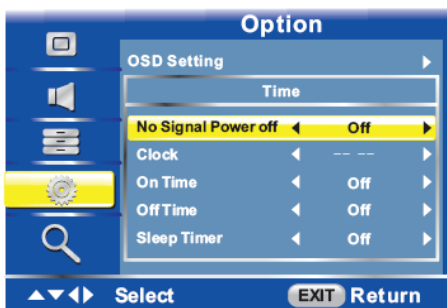 Option
OSD Setting
Time
No Signal Power off Off
Clock -- --
On Time Off
Off Time Off
Sleep Timer Off
Select EXIT Return